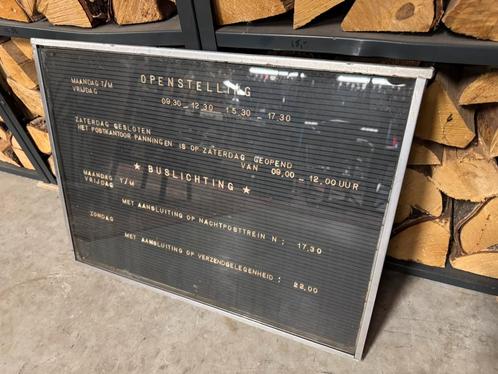 OPENSTELLING
MAANDAG T/M
VRIJDAG
09.30 - 12.30 15.30 - 17.30
ZATERDAG GESLOTEN
HET POSTKANTOOR PANNINGEN IS OP ZATERDAG GEOPEND
VAN 09.00 - 12.00 UUR
★ BUSLICHTING ★
MAANDAG T/M
VRIJDAG
MET AANSLUITING OP NACHTPOSTTREIN N : 17.30
ZONDAG
MET AANSLUITING OP VERZENDGELEGENHEID : 22.00